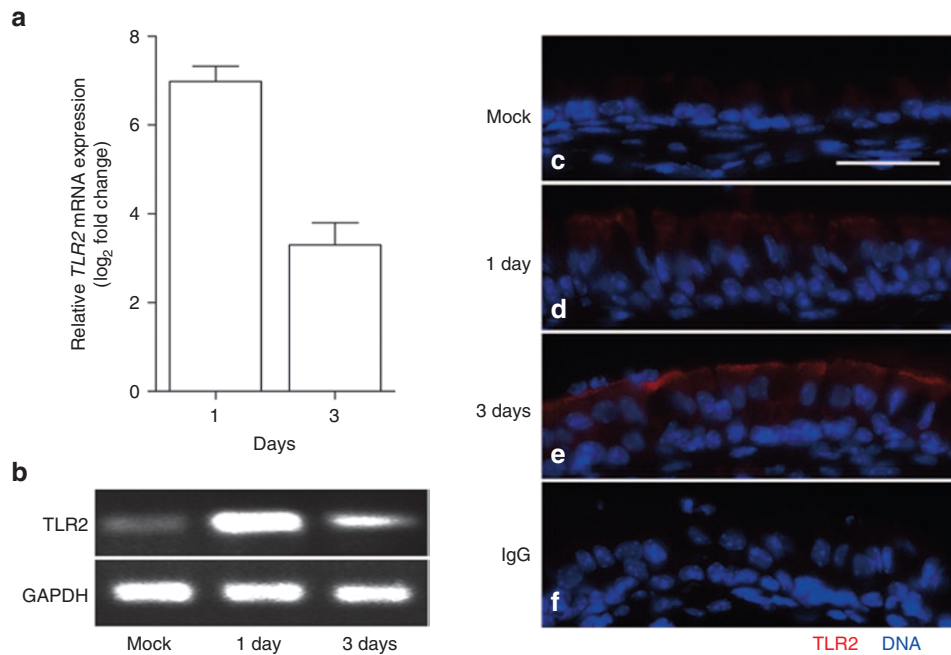 a
8
6
4
2
0
Relative TLR2 mRNA expression
(log2 fold change)
1
3
Days
b
TLR2
GAPDH
Mock
1 day
3 days
Mock
c
1 day
d
3 days
e
IgG
f
TLR2
DNA